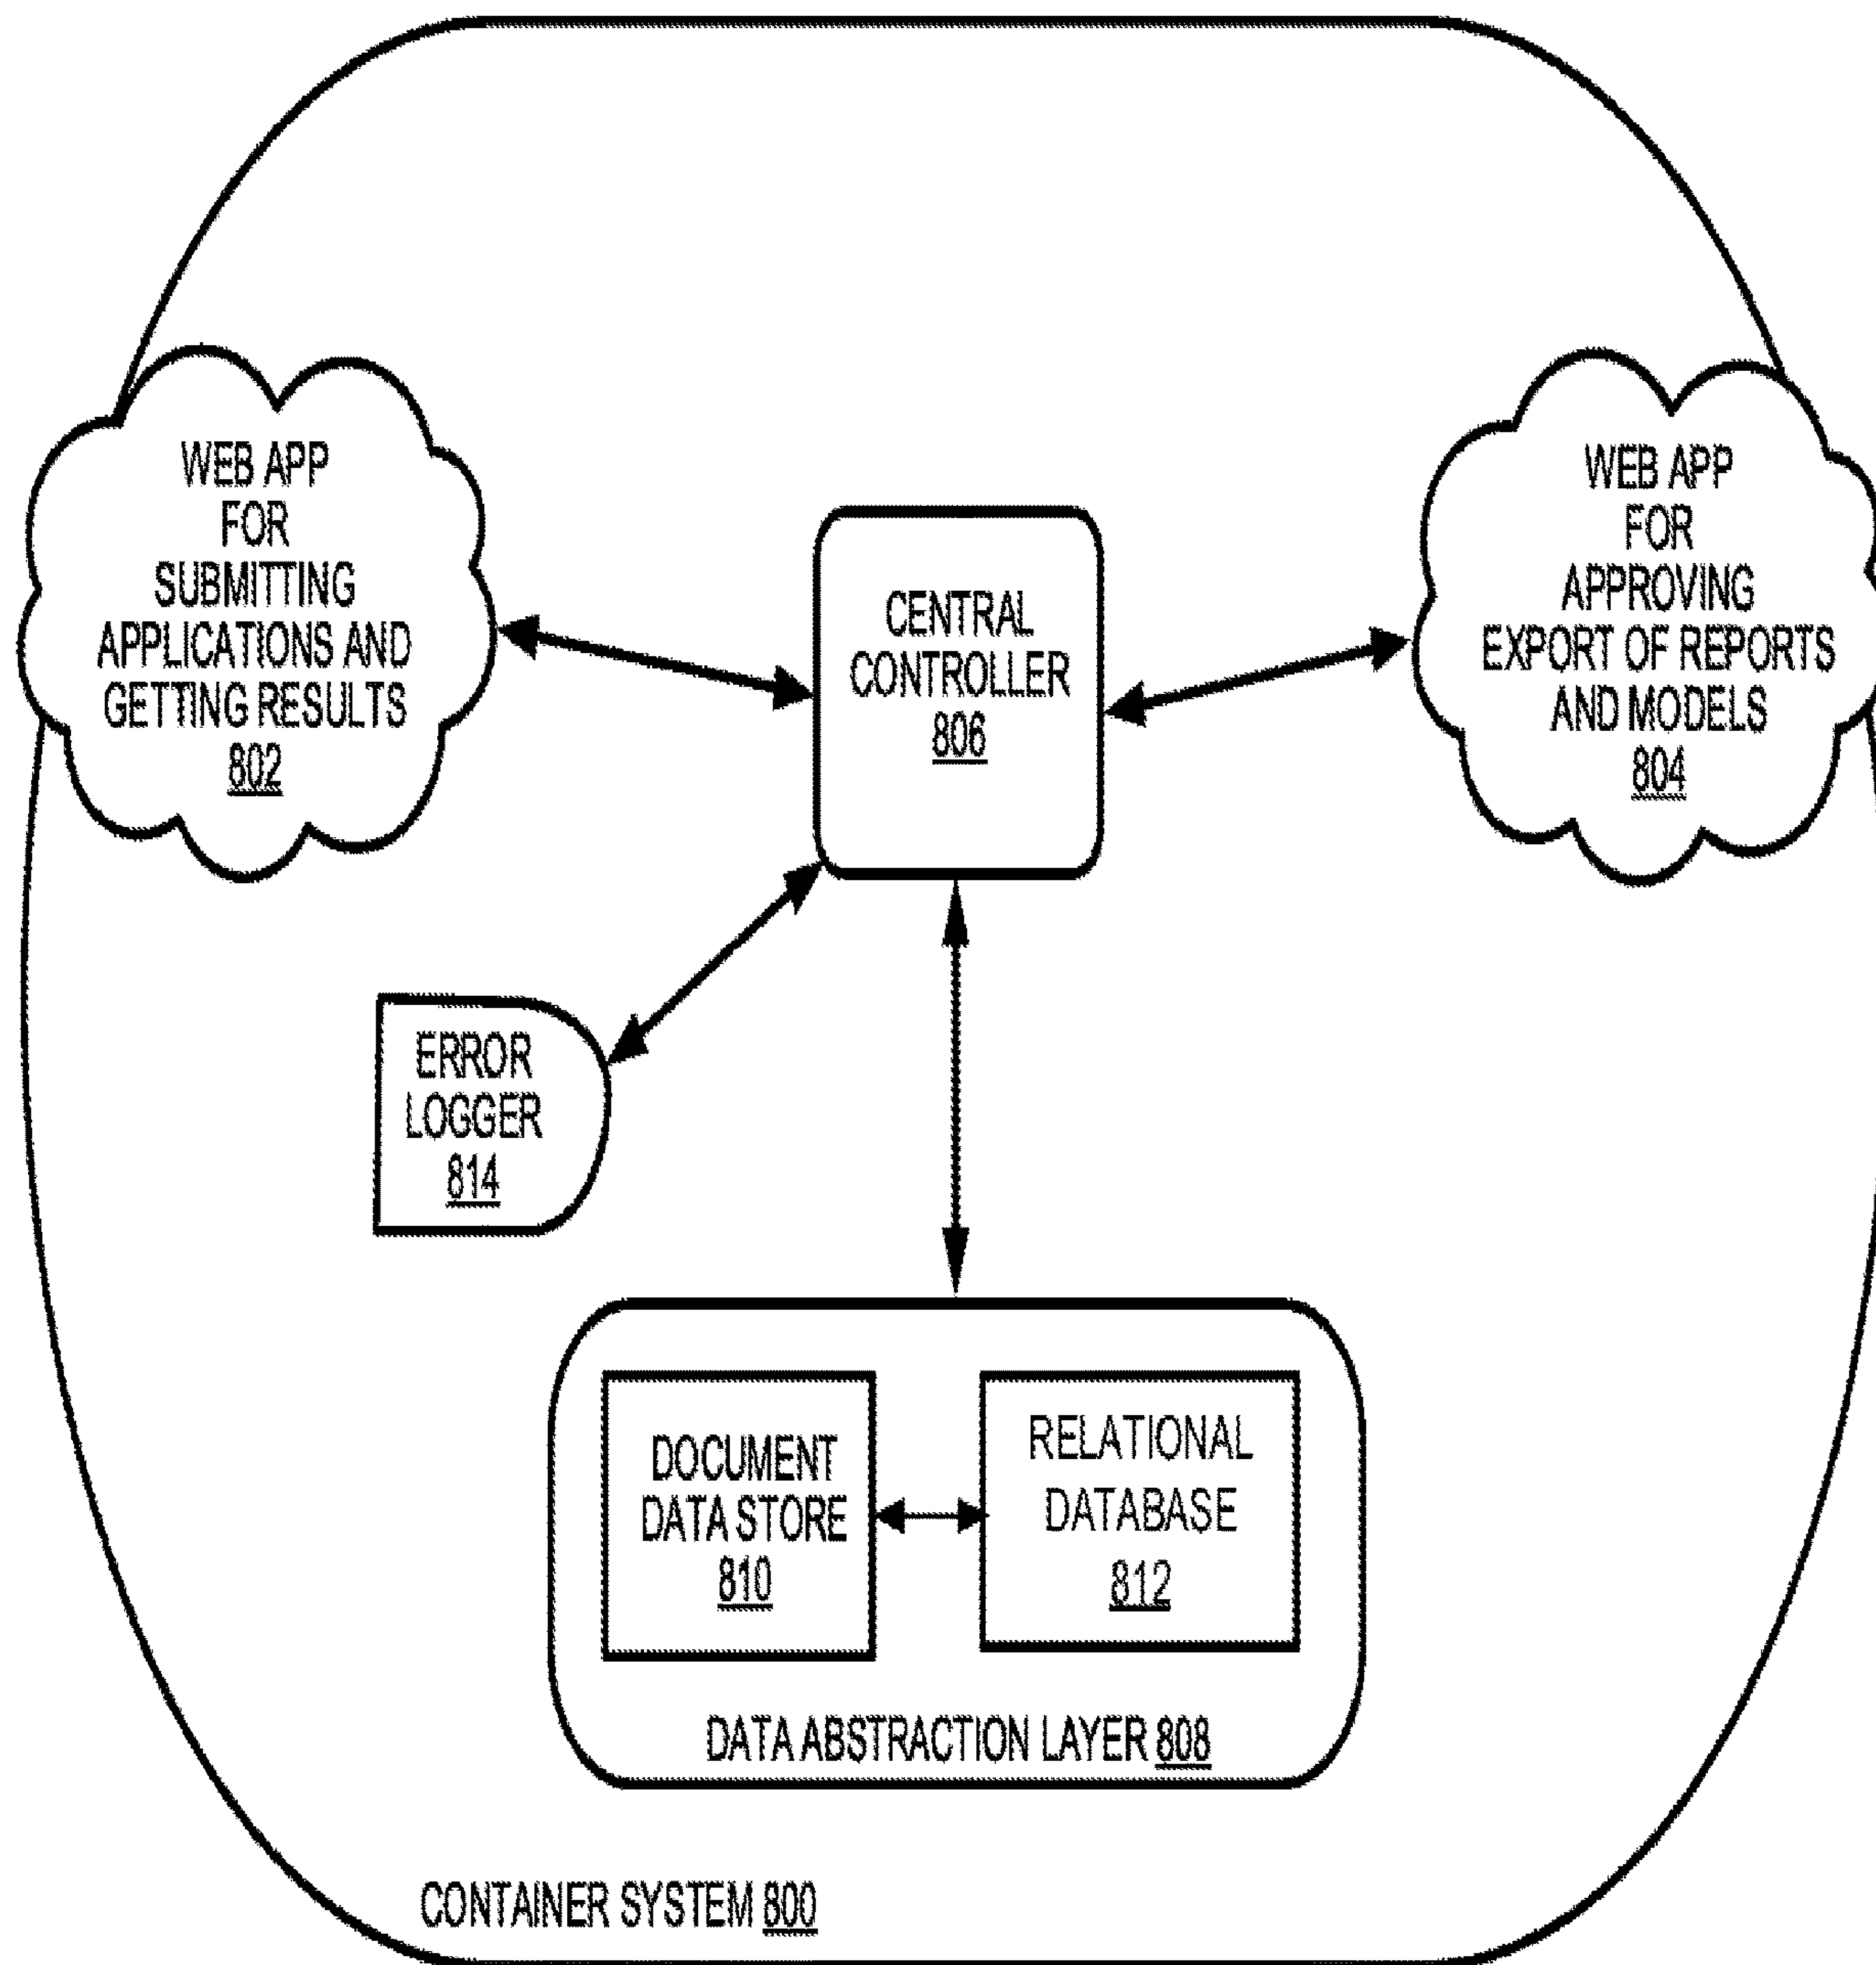 WEB APP
FOR
SUBMITTING
APPLICATIONS AND
GETTING RESULTS
802
CENTRAL
CONTROLLER
806
WEB APP
FOR
APPROVING
EXPORT OF REPORTS
AND MODELS
804
ERROR
LOGGER
814
DOCUMENT
DATA STORE
810
RELATIONAL
DATABASE
812
DATA ABSTRACTION LAYER 808
CONTAINER SYSTEM 800